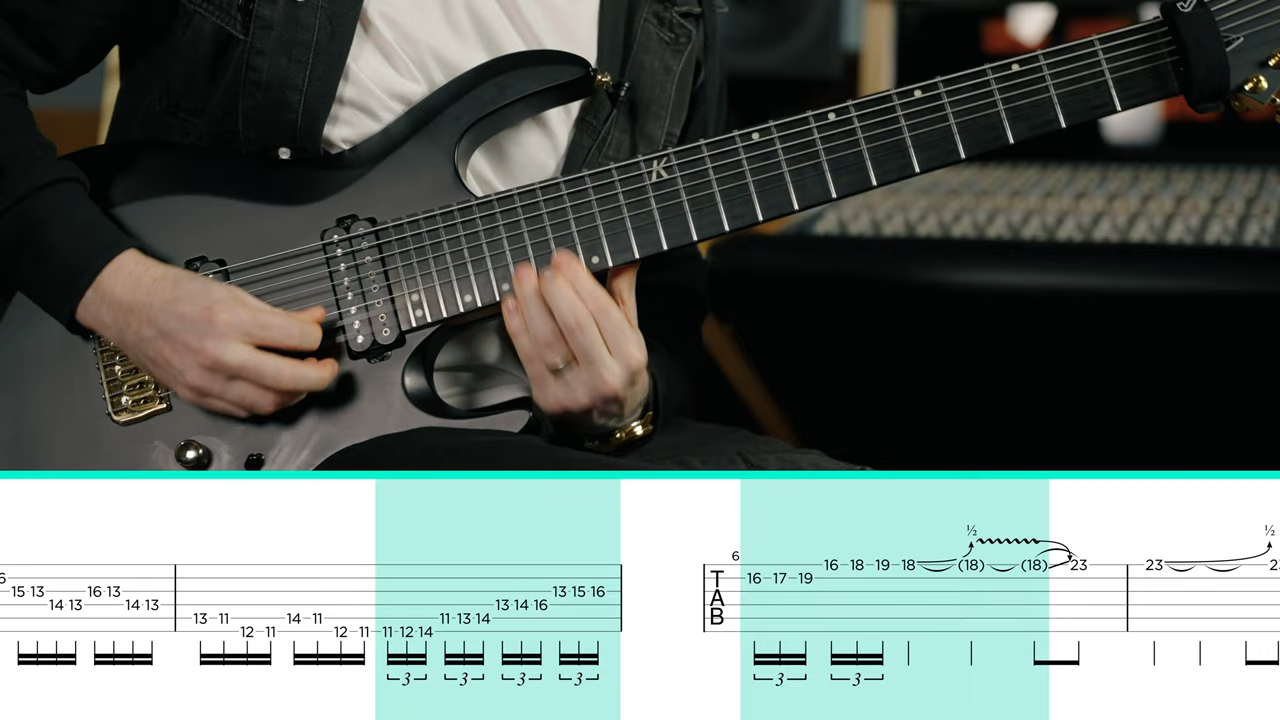 K
½ ½
6
6 15 13 16 13 16 18 19 18 (18) (18) 23 23 23
14 13 14 13 16 17 19
13 15 16
13 14 16
13 11 14 11 11 13 14
12 11 12 11 11 12 14
T
A
B
3 3 3 3 3 3